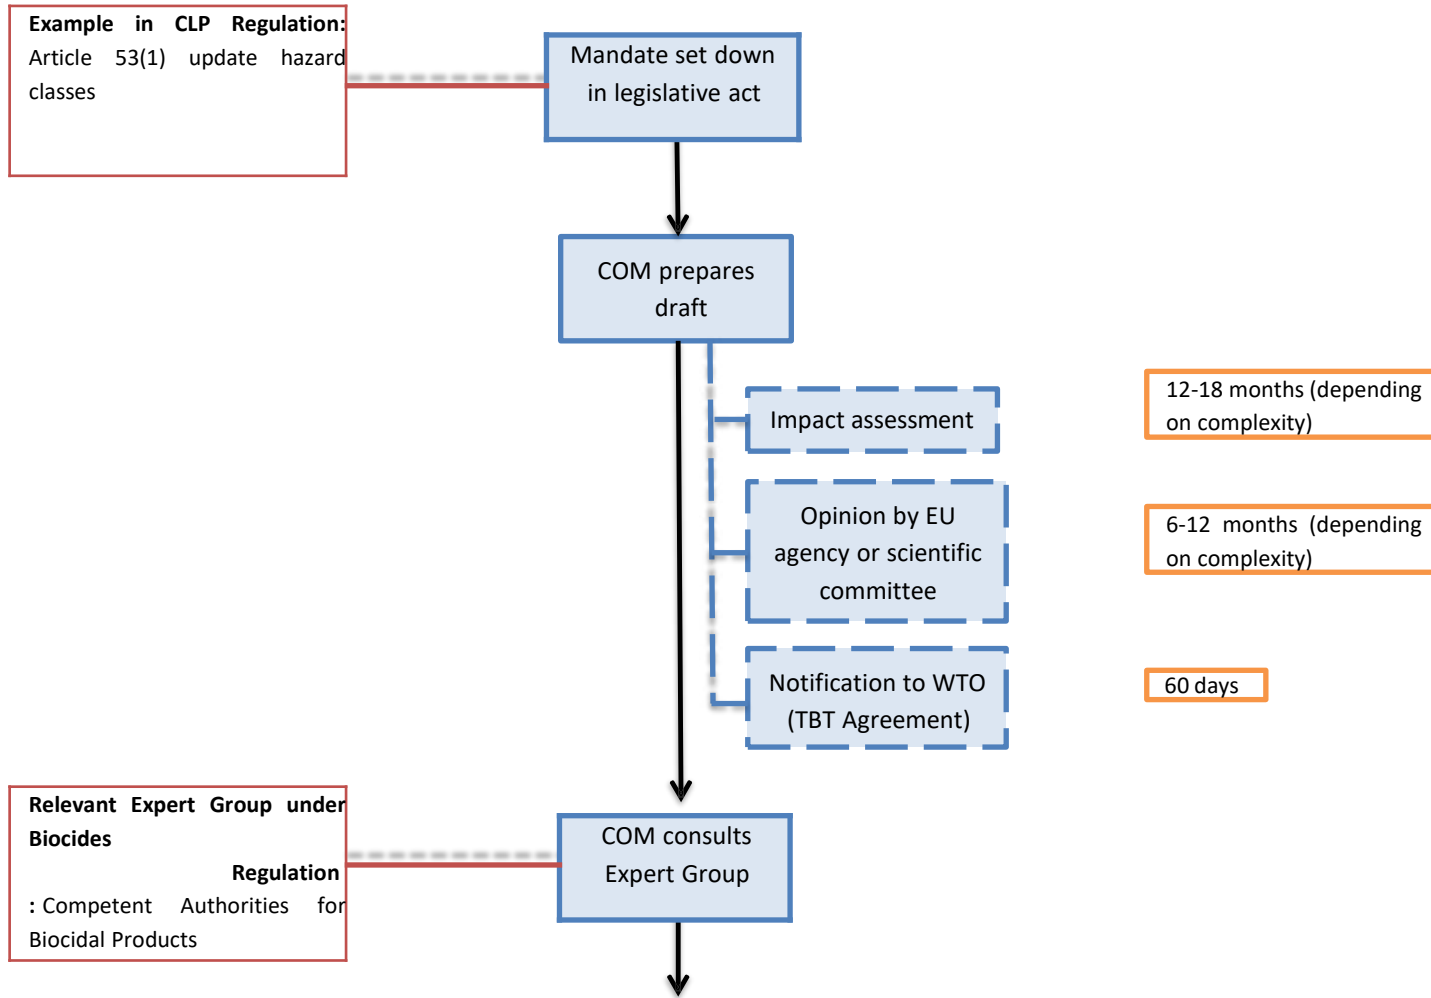 Example in CLP Regulation:
Article 53(1) update hazard
classes
Mandate set down
in legislative act
COM prepares
draft
Impact assessment
12-18 months (depending
on complexity)
Opinion by EU
agency or scientific
committee
6-12 months (depending
on complexity)
Notification to WTO
(TBT Agreement)
60 days
Relevant Expert Group under
Biocides
Regulation
: Competent Authorities for
Biocidal Products
COM consults
Expert Group